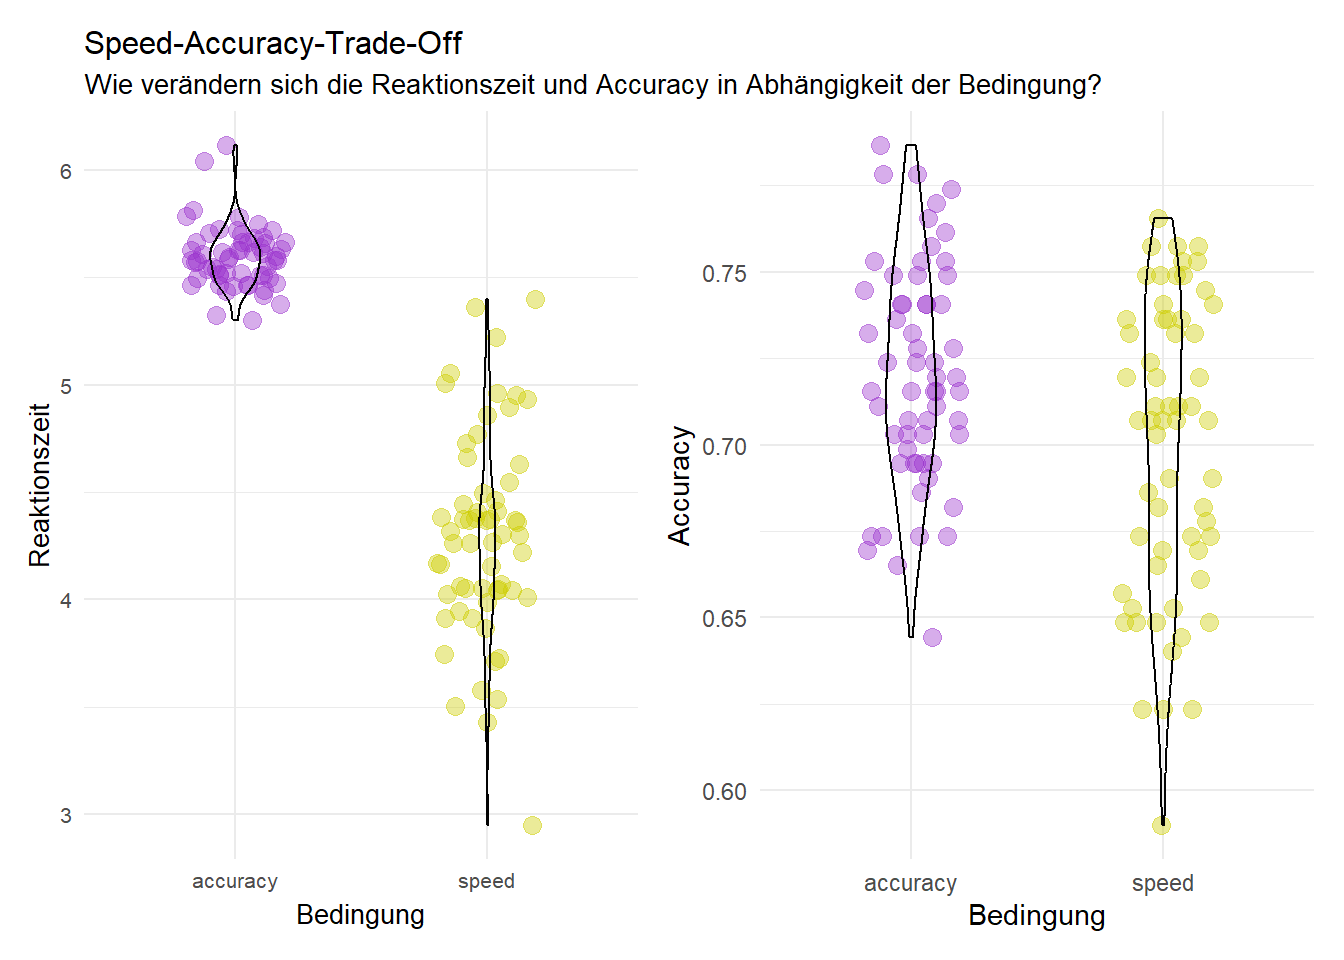 Speed-Accuracy-Trade-Off
Wie verändern sich die Reaktionszeit und Accuracy in Abhängigkeit der Bedingung?
Reaktionszeit
6
5
4
3
accuracy
speed
Bedingung
Accuracy
0.75
0.70
0.65
0.60
accuracy
speed
Bedingung